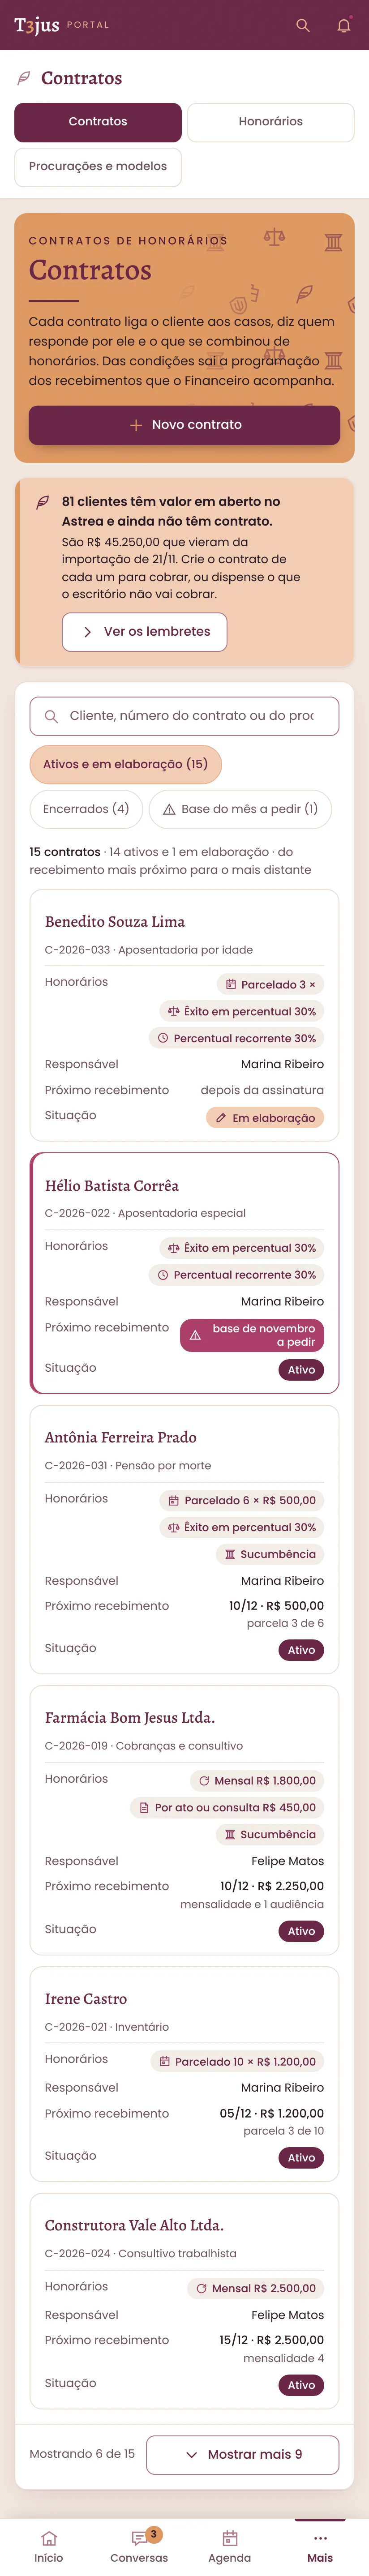 T3jus PORTAL
Contratos
Contratos
Honorários
Procurações e modelos
CONTRATOS DE HONORÁRIOS
Contratos
Cada contrato liga o cliente aos casos, diz quem
responde por ele e o que se combinou de
honorários. Das condições sai a programação
dos recebimentos que o Financeiro acompanha.
Novo contrato
81 clientes têm valor em aberto no
Astrea e ainda não têm contrato.
São R$ 45.250,00 que vieram da
importação de 21/11. Crie o contrato de
cada um para cobrar, ou dispense o que
o escritório não vai cobrar.
Ver os lembretes
Cliente, número do contrato ou do proc
Ativos e em elaboração (15)
Encerrados (4)
Base do mês a pedir (1)
15 contratos · 14 ativos e 1 em elaboração · do
recebimento mais próximo para o mais distante
Benedito Souza Lima
C-2026-033 · Aposentadoria por idade
Honorários
Parcelado 3 ×
Êxito em percentual 30%
Percentual recorrente 30%
Responsável
Marina Ribeiro
Próximo recebimento
depois da assinatura
Situação
Em elaboração
Hélio Batista Corrêa
C-2026-022 · Aposentadoria especial
Honorários
Êxito em percentual 30%
Percentual recorrente 30%
Responsável
Marina Ribeiro
Próximo recebimento
base de novembro
a pedir
Situação
Ativo
Antônia Ferreira Prado
C-2026-031 · Pensão por morte
Honorários
Parcelado 6 × R$ 500,00
Êxito em percentual 30%
Sucumbência
Responsável
Marina Ribeiro
Próximo recebimento
10/12 · R$ 500,00
parcela 3 de 6
Situação
Ativo
Farmácia Bom Jesus Ltda.
C-2026-019 · Cobranças e consultivo
Honorários
Mensal R$ 1.800,00
Por ato ou consulta R$ 450,00
Sucumbência
Responsável
Felipe Matos
Próximo recebimento
10/12 · R$ 2.250,00
mensalidade e 1 audiência
Situação
Ativo
Irene Castro
C-2026-021 · Inventário
Honorários
Parcelado 10 × R$ 1.200,00
Responsável
Marina Ribeiro
Próximo recebimento
05/12 · R$ 1.200,00
parcela 3 de 10
Situação
Ativo
Construtora Vale Alto Ltda.
C-2026-024 · Consultivo trabalhista
Honorários
Mensal R$ 2.500,00
Responsável
Felipe Matos
Próximo recebimento
15/12 · R$ 2.500,00
mensalidade 4
Situação
Ativo
Mostrando 6 de 15
Mostrar mais 9
3
Início
Conversas
Agenda
Mais